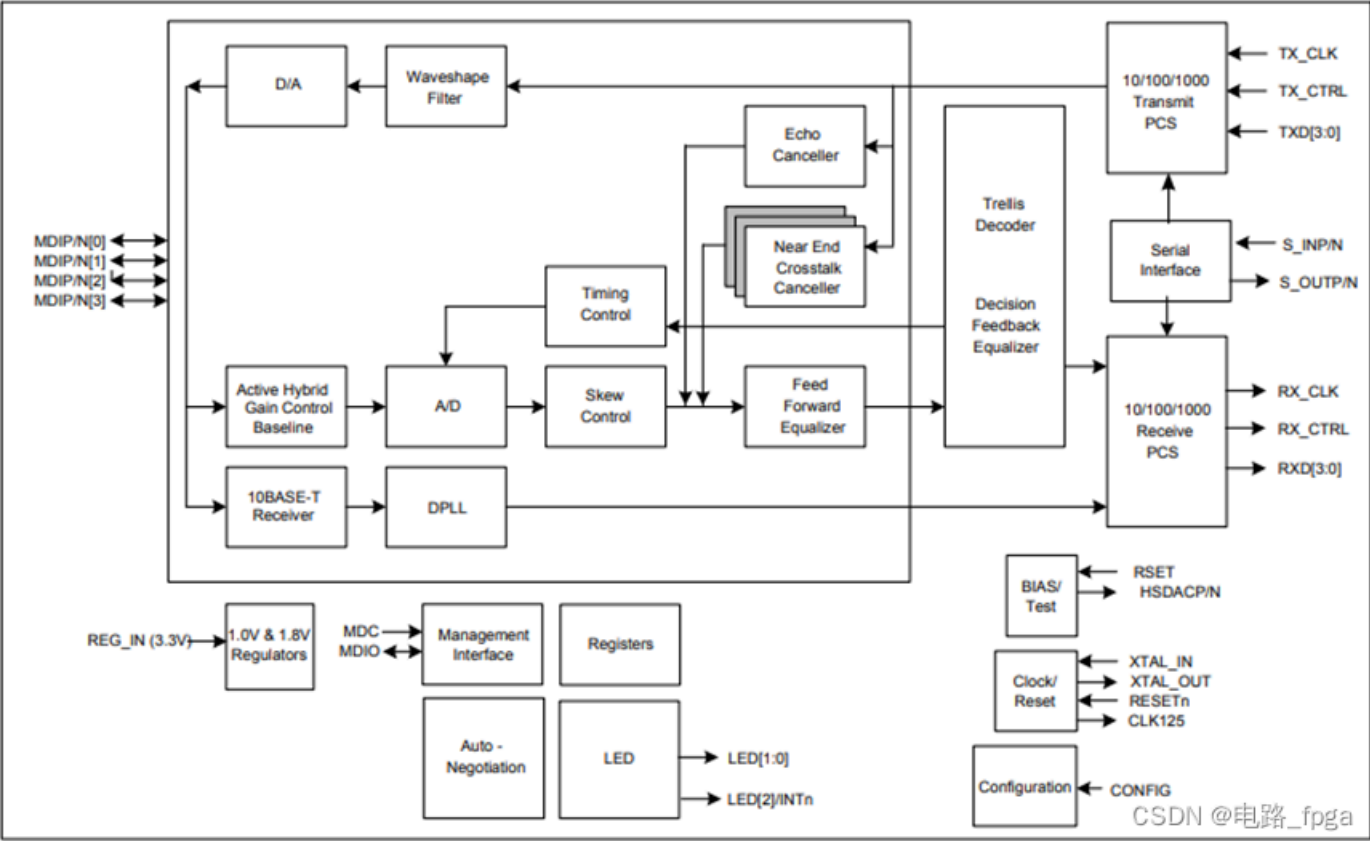 D/A
Waveshape
Filter
10/100/1000
Transmit
PCS
TX_CLK
TX_CTRL
TXD[3:0]
Echo
Canceller
Near End
Crosstalk
Canceller
Trellis
Decoder
Decision
Feedback
Equalizer
Serial
Interface
S_INP/N
S_OUTP/N
MDIP/N[0]
MDIP/N[1]
MDIP/N[2]
MDIP/N[3]
Timing
Control
Active Hybrid
Gain Control
Baseline
A/D
Skew
Control
Feed
Forward
Equalizer
10/100/1000
Receive
PCS
RX_CLK
RX_CTRL
RXD[3:0]
10BASE-T
Receiver
DPLL
BIAS/
Test
RSET
HSDACP/N
REG_IN (3.3V)
1.0V & 1.8V
Regulators
MDC
MDIO
Management
Interface
Registers
Clock/
Reset
XTAL_IN
XTAL_OUT
RESETn
CLK125
Auto -
Negotiation
LED
LED[1:0]
LED[2]/INTn
Configuration
CONFIG
CSDN @电路_fpga